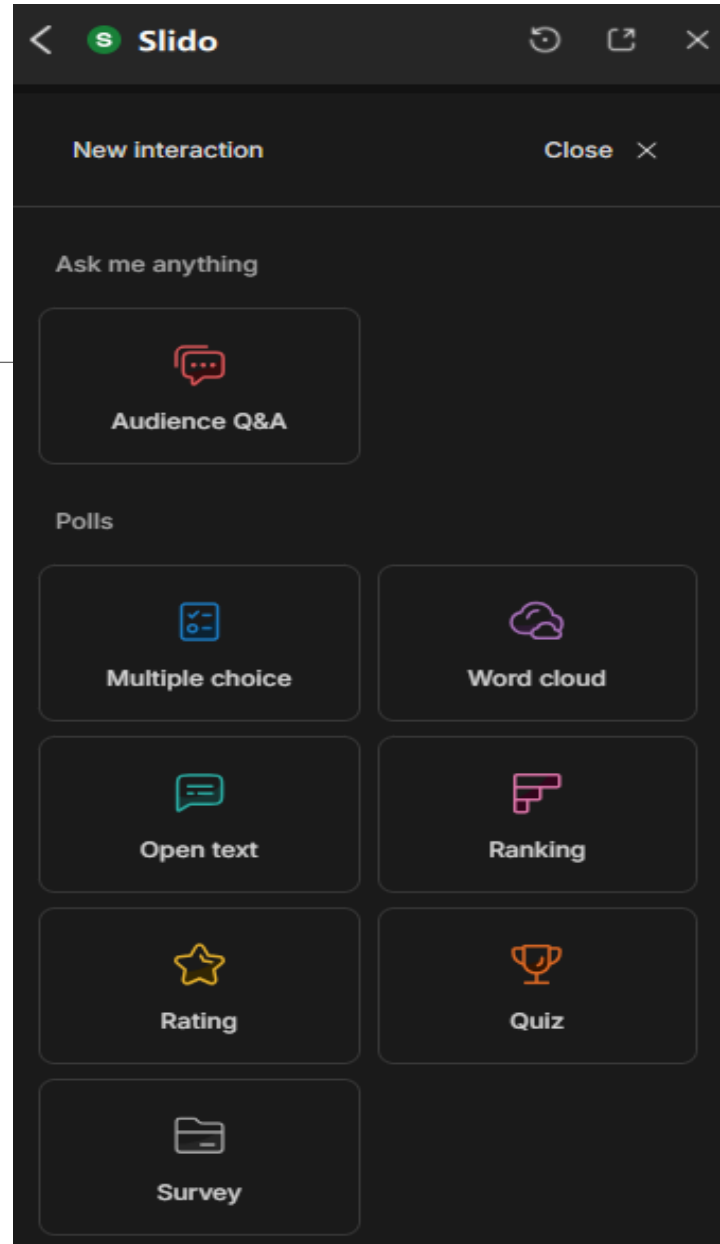 Slido
New interaction Close
Ask me anything
Audience Q&A
Polls
Multiple choice Word cloud
Open text Ranking
Rating Quiz
Survey